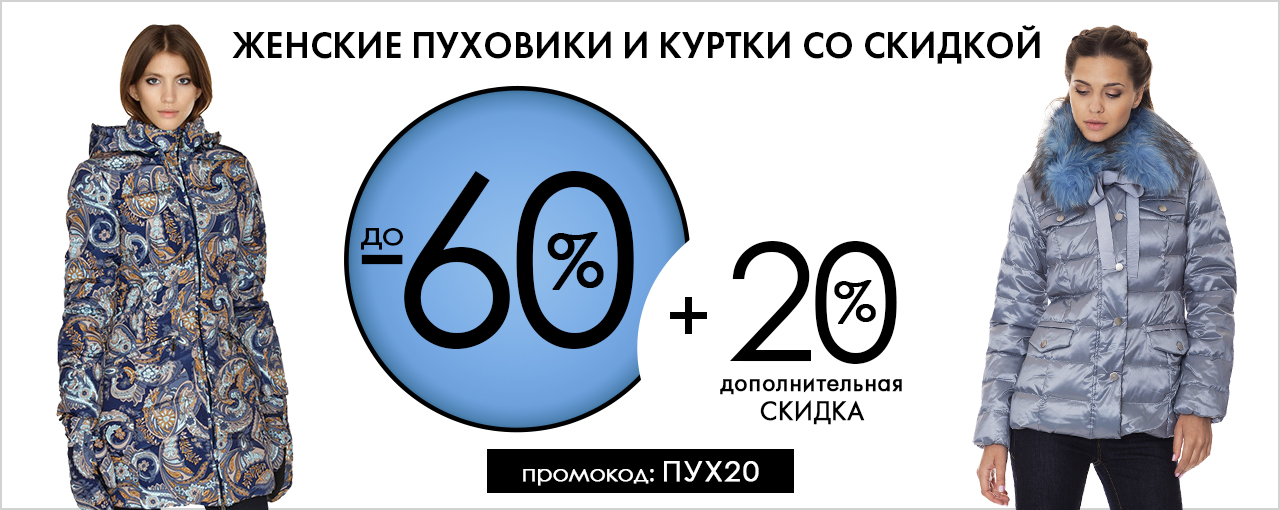 ЖЕНСКИЕ ПУХОВИКИ И КУРТКИ СО СКИДКОЙ
ДО 60%
+ 20%
дополнительная
СКИДКА
промокод: ПУХ20